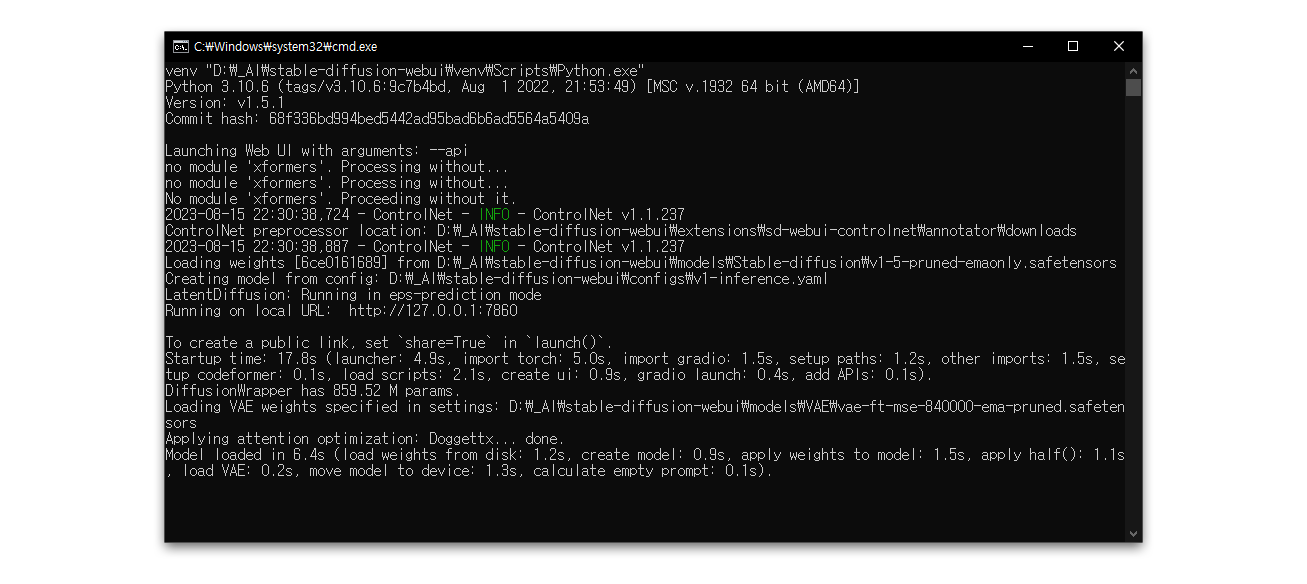 C:₩Windows₩system32₩cmd.exe
venv "D:₩_AI₩stable-diffusion-webui₩venv₩Scripts₩Python.exe"
Python 3.10.6 (tags/v3.10.6:9c7b4bd, Aug  1 2022, 21:53:49) [MSC v.1932 64 bit (AMD64)]
Version: v1.5.1
Commit hash: 68f336bd994bed5442ad95bad6b6ad5564a5409a
Launching Web UI with arguments: --api
no module 'xformers'. Processing without...
no module 'xformers'. Processing without...
No module 'xformers'. Proceeding without it.
2023-08-15 22:30:38,724 - ControlNet - INFO - ControlNet v1.1.237
ControlNet preprocessor location: D:₩_AI₩stable-diffusion-webui₩extensions₩sd-webui-controlnet₩annotator₩downloads
2023-08-15 22:30:38,887 - ControlNet - INFO - ControlNet v1.1.237
Loading weights [6ce0161689] from D:₩_AI₩stable-diffusion-webui₩models₩Stable-diffusion₩v1-5-pruned-emaonly.safetensors
Creating model from config: D:₩_AI₩stable-diffusion-webui₩configs₩v1-inference.yaml
LatentDiffusion: Running in eps-prediction mode
Running on local URL:  http://127.0.0.1:7860
To create a public link, set `share=True` in `launch()`.
Startup time: 17.8s (launcher: 4.9s, import torch: 5.0s, import gradio: 1.5s, setup paths: 1.2s, other imports: 1.5s, se
tup codeformer: 0.1s, load scripts: 2.1s, create ui: 0.9s, gradio launch: 0.4s, add APIs: 0.1s).
DiffusionWrapper has 859.52 M params.
Loading VAE weights specified in settings: D:₩_AI₩stable-diffusion-webui₩models₩VAE₩vae-ft-mse-840000-ema-pruned.safeten
sors
Applying attention optimization: Doggettx... done.
Model loaded in 6.4s (load weights from disk: 1.2s, create model: 0.9s, apply weights to model: 1.5s, apply half(): 1.1s
, load VAE: 0.2s, move model to device: 1.3s, calculate empty prompt: 0.1s).